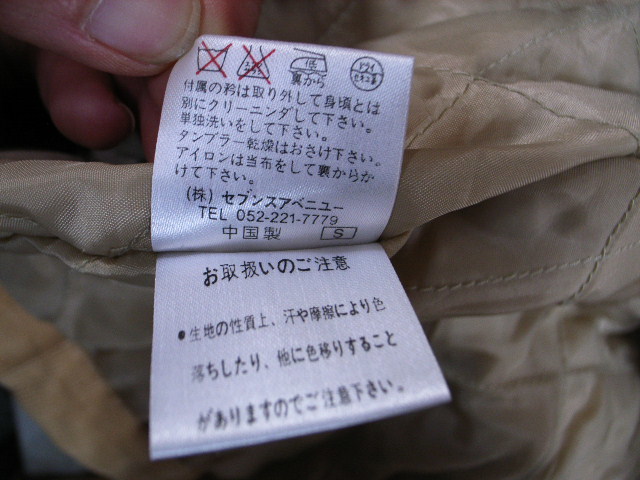 低
裏から
ドライ
セキユ系
付属の衿は取り外して身頃とは
別にクリーニングして下さい。
単独洗いをして下さい。
タンブラー乾燥はおさけ下さい。
アイロンは当布をして裏からか
けて下さい。
(株) セブンスアベニュー
TEL 052-221-7779
中国製 S
お取扱いのご注意
●生地の性質上、汗や摩擦により色
落ちしたり、他に色移りすること
がありますのでご注意下さい。